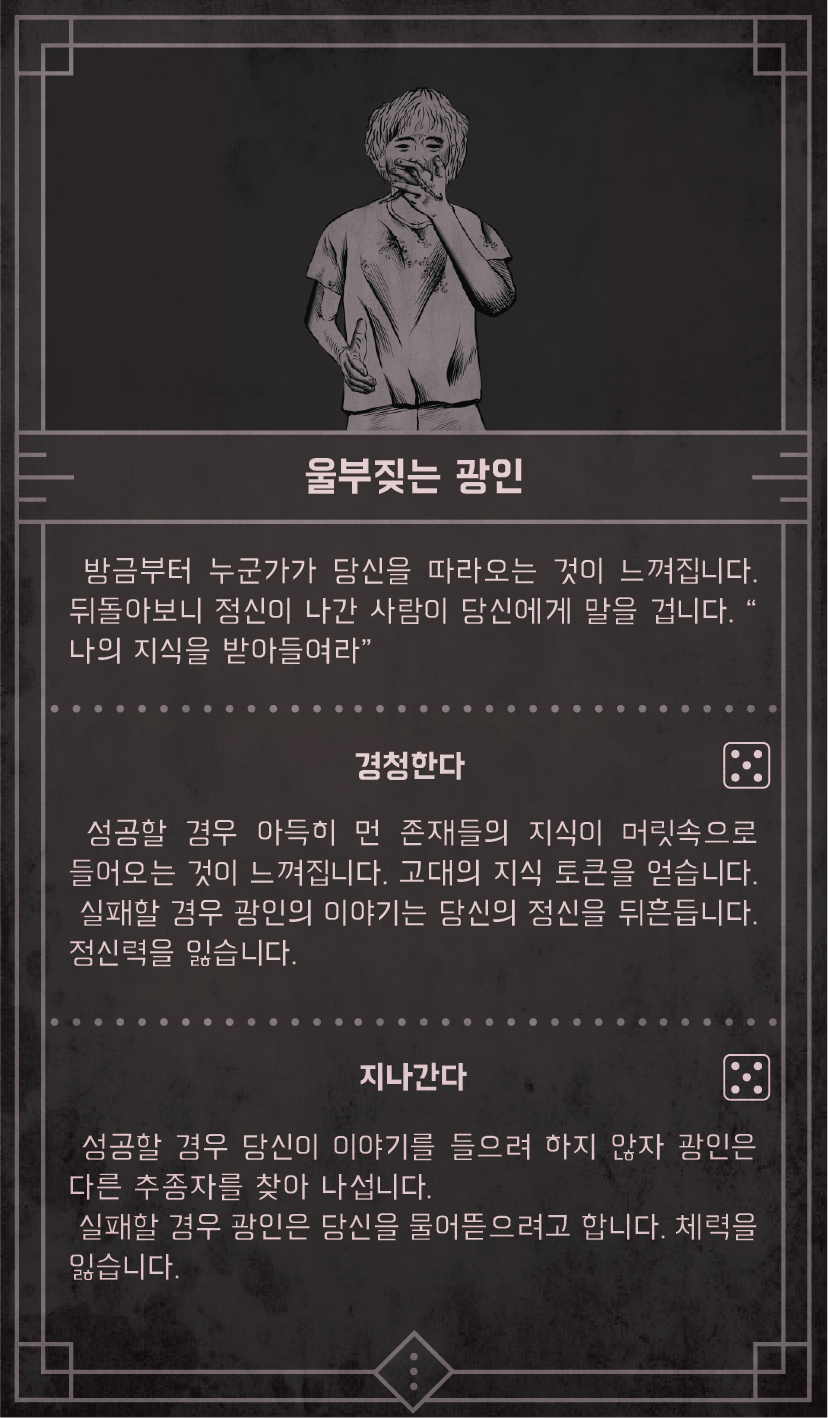 울부짖는 광인
방금부터 누군가가 당신을 따라오는 것이 느껴집니다.
뒤돌아보니 정신이 나간 사람이 당신에게 말을 겁니다. “
나의 지식을 받아들여라”
경청한다
성공할 경우 아득히 먼 존재들의 지식이 머릿속으로
들어오는 것이 느껴집니다. 고대의 지식 토큰을 얻습니다.
실패할 경우 광인의 이야기는 당신의 정신을 뒤흔듭니다.
정신력을 잃습니다.
지나간다
성공할 경우 당신이 이야기를 들으려 하지 않자 광인은
다른 추종자를 찾아 나섭니다.
실패할 경우 광인은 당신을 물어뜯으려고 합니다. 체력을
잃습니다.